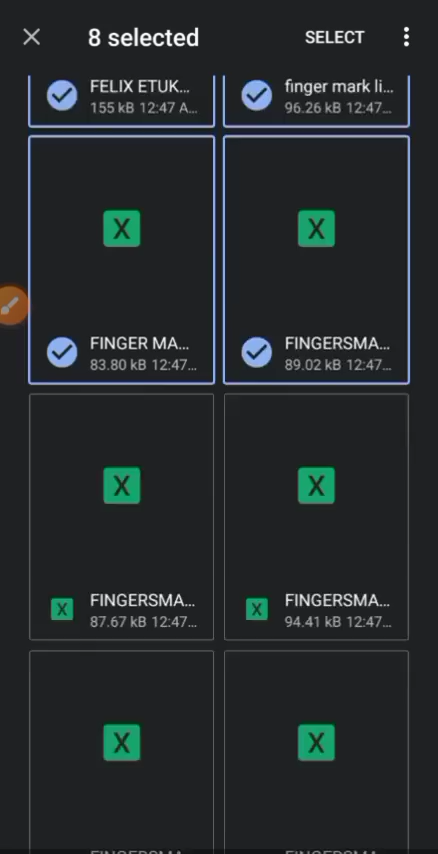 8 selected
SELECT
FELIX ETUK...
155 kB 12:47 A...
finger mark li...
96.26 kB 12:47...
X
X
FINGER MA...
83.80 kB 12:47...
FINGERSMA...
89.02 kB 12:47...
X
X
X
FINGERSMA...
87.67 kB 12:47...
X
FINGERSMA...
94.41 kB 12:47...
X
X